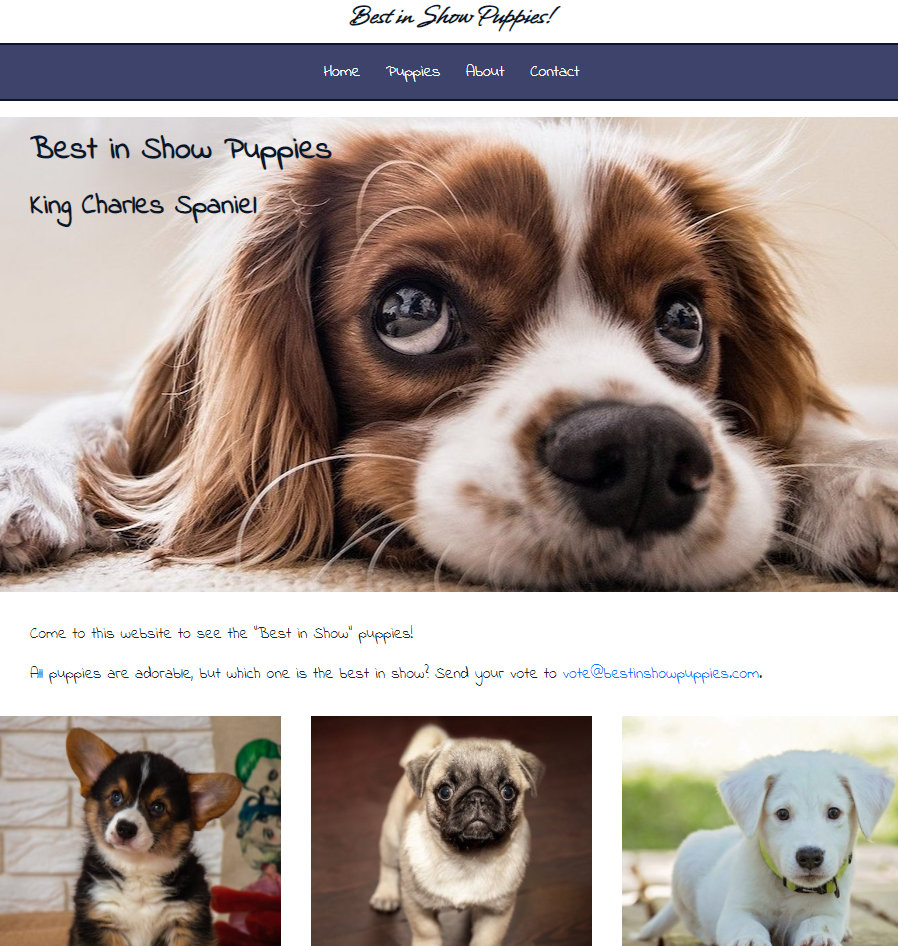 Best in Show Puppies!
Home Puppies About Contact
Best in Show Puppies
King Charles Spaniel
Come to this website to see the "Best in Show" puppies!
All puppies are adorable, but which one is the best in show? Send your vote to vote@bestinshowpuppies.com.